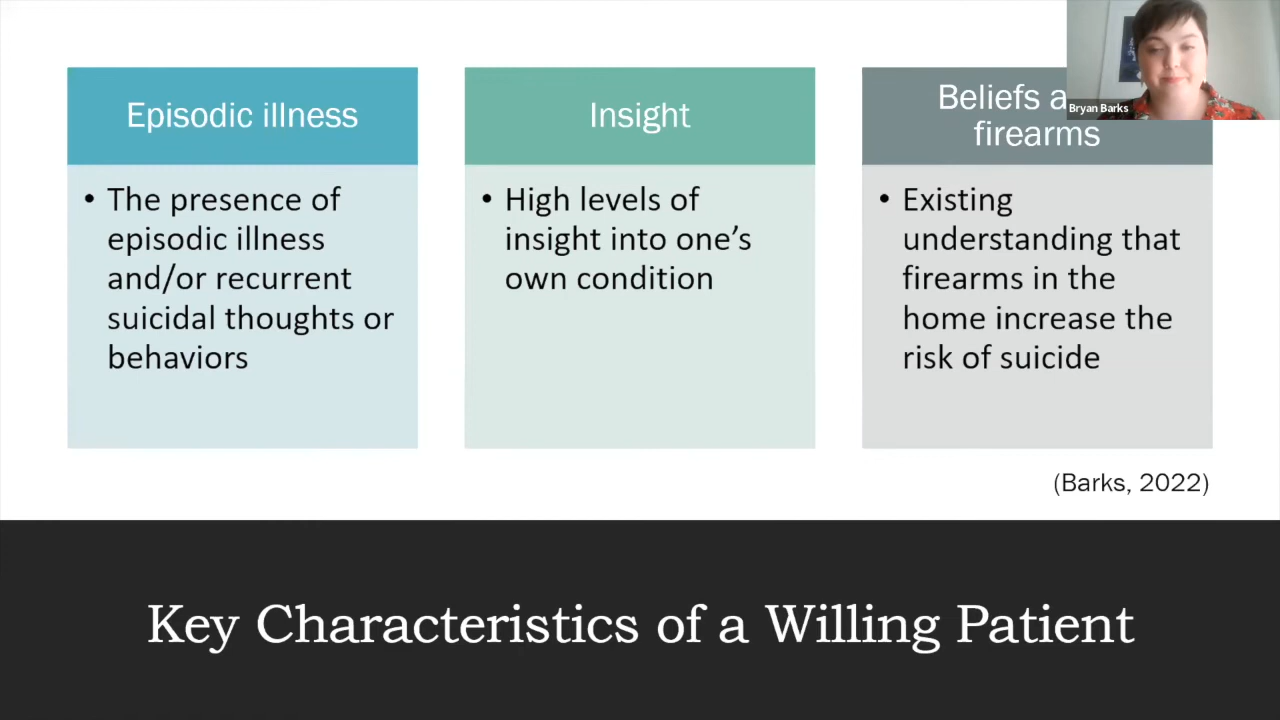 Episodic illness
• The presence of
episodic illness
and/or recurrent
suicidal thoughts or
behaviors
Insight
• High levels of
insight into one's
own condition
Beliefs a
firearms
• Existing
understanding that
firearms in the
home increase the
risk of suicide
Bryan Barks
(Barks, 2022)
Key Characteristics of a Willing Patient